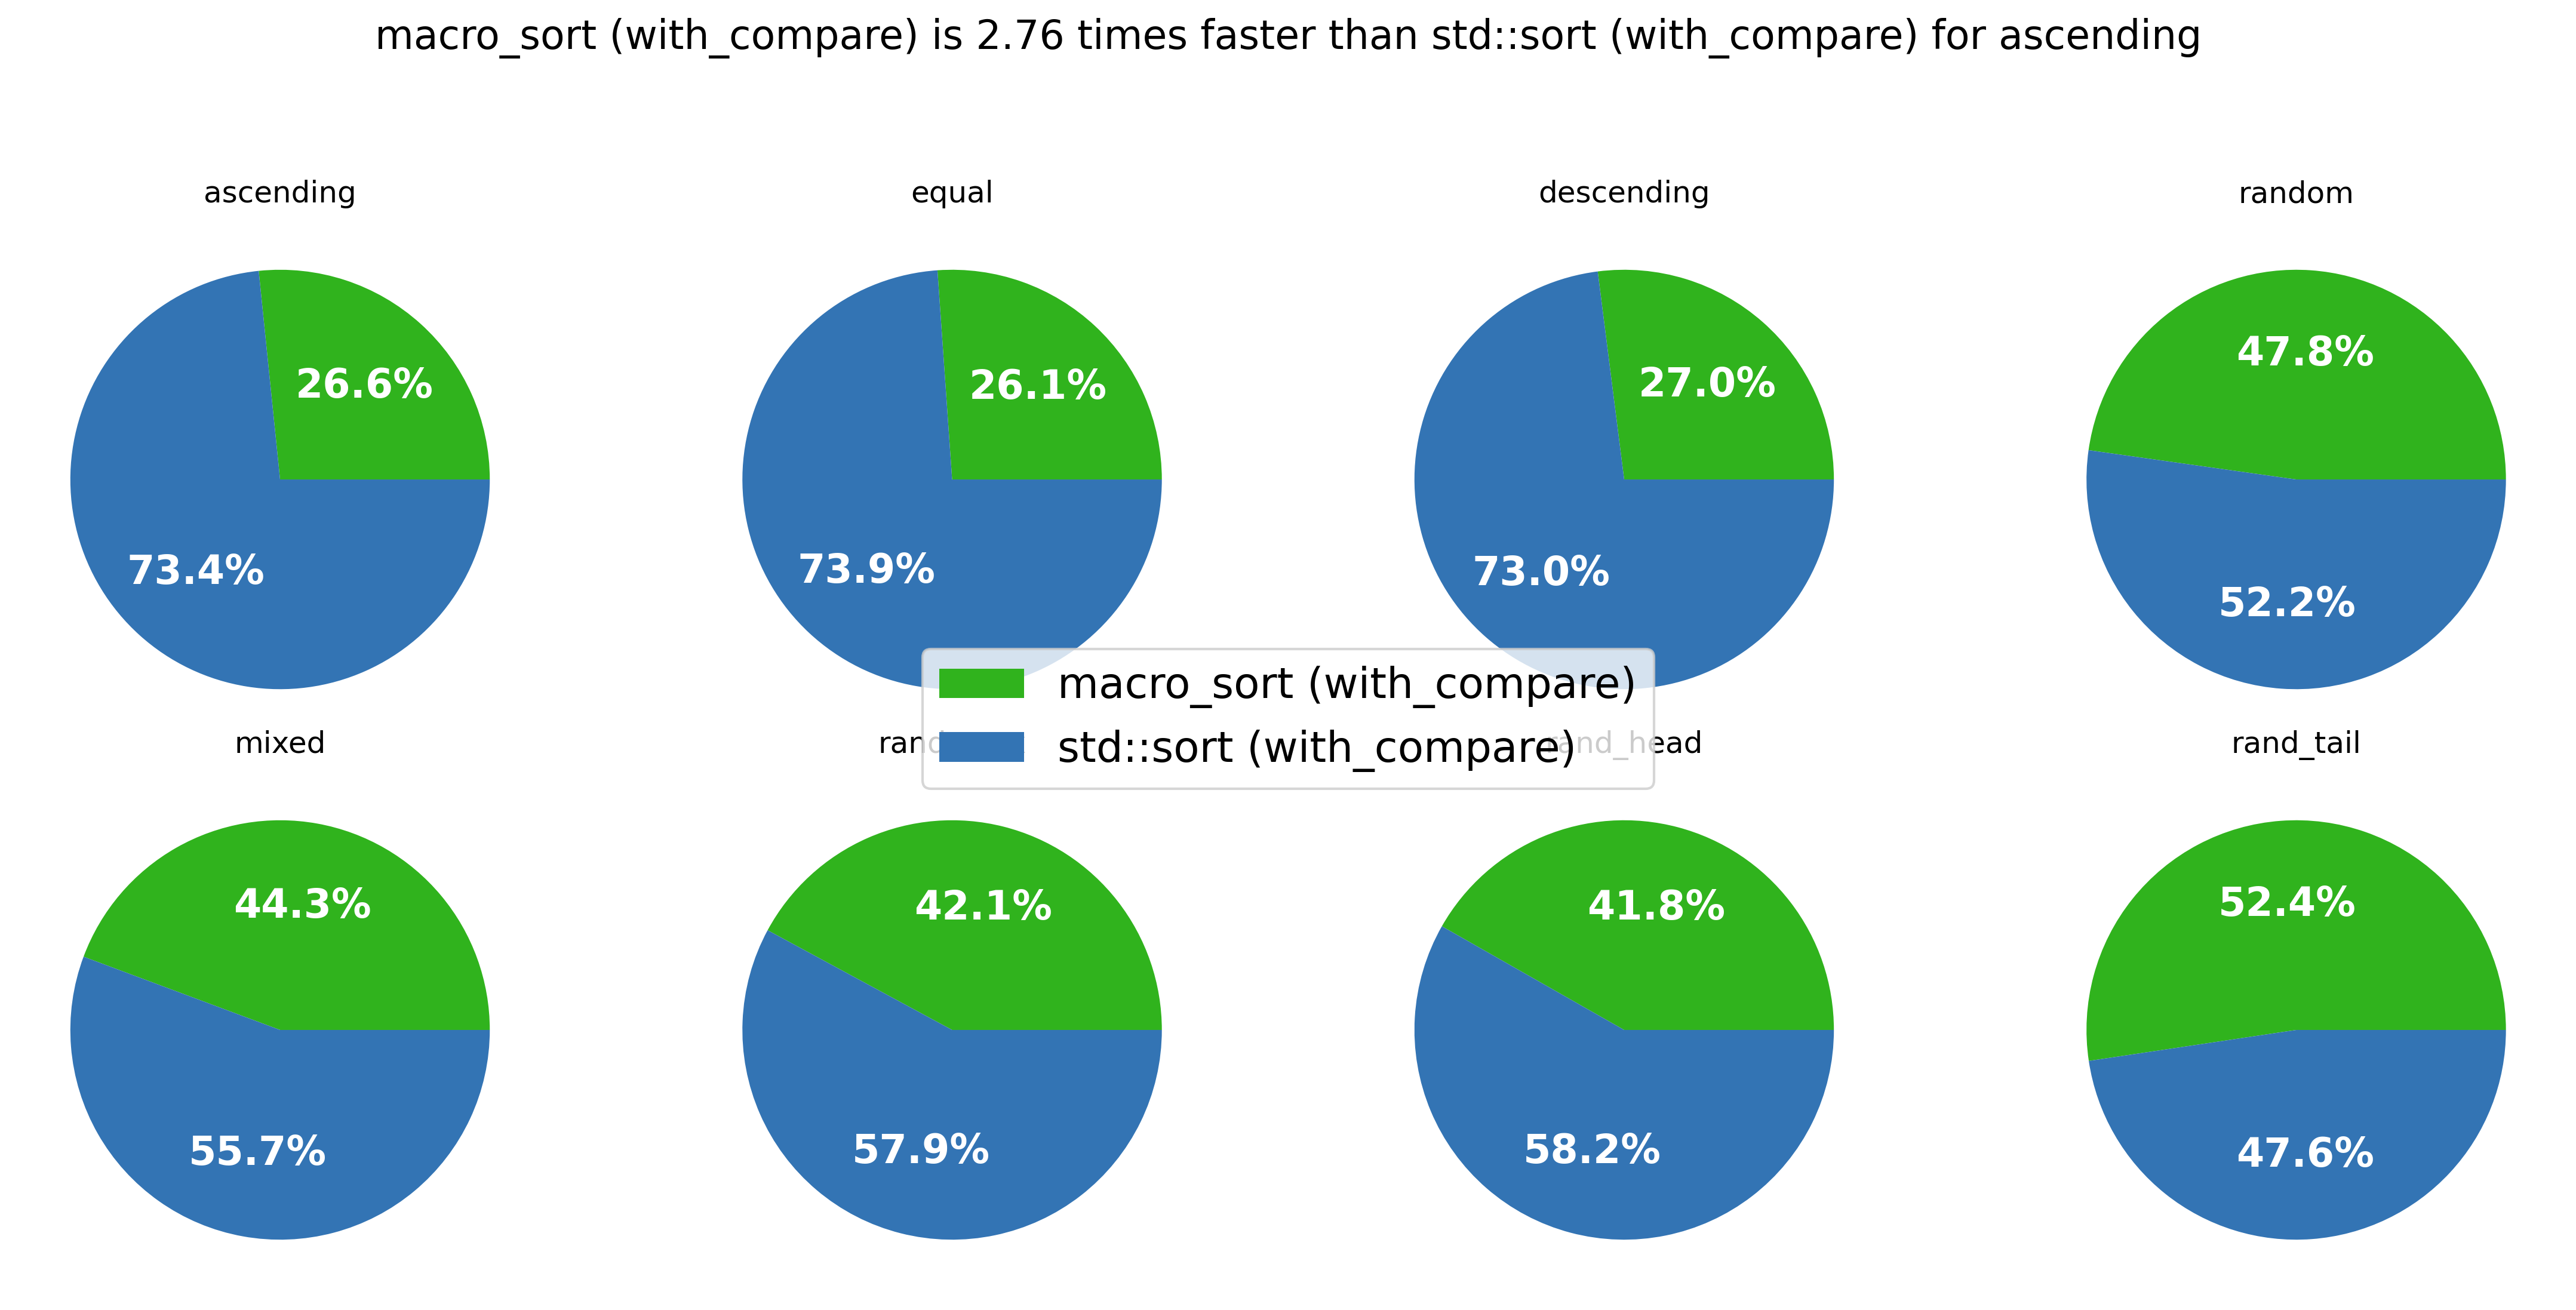 macro_sort (with_compare) is 2.76 times faster than std::sort (with_compare) for ascending
ascending
equal
descending
random
26.6%
73.4%
26.1%
73.9%
27.0%
73.0%
47.8%
52.2%
macro_sort (with_compare)
std::sort (with_compare)
mixed
rand_head
rand_tail
44.3%
55.7%
42.1%
57.9%
41.8%
58.2%
52.4%
47.6%